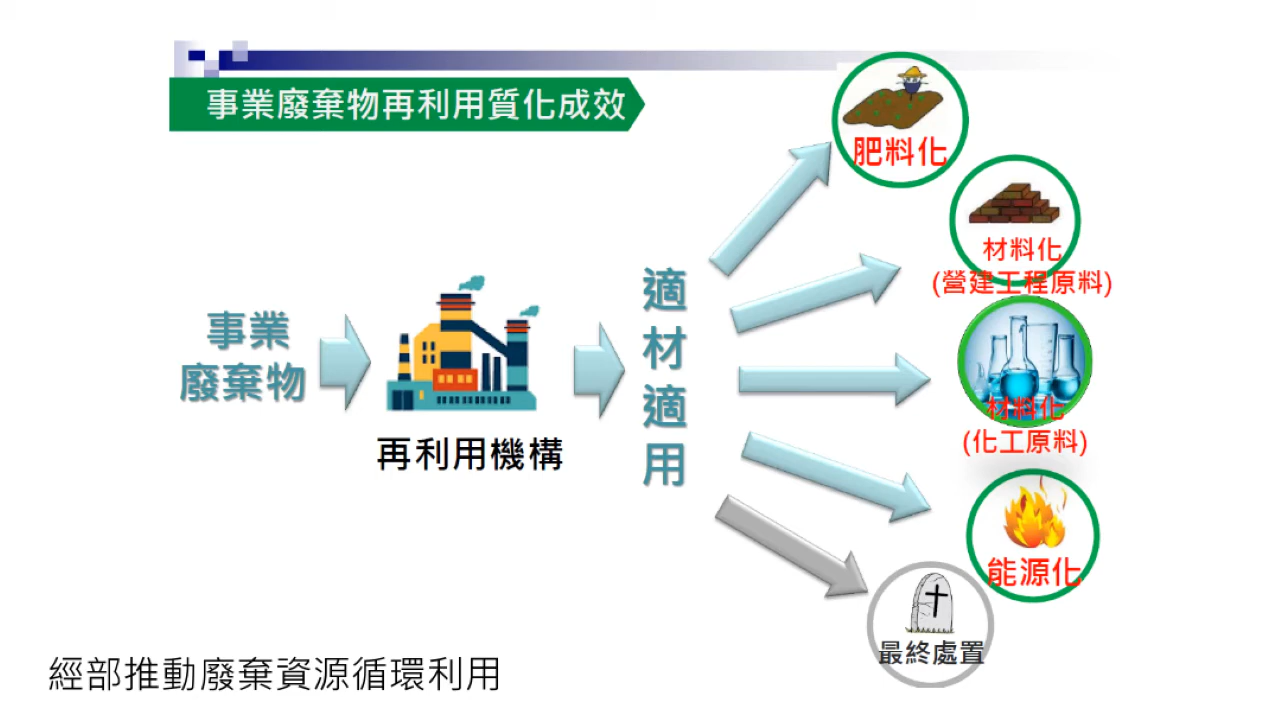 事業廢棄物再利用質化成效
肥料化
材料化
(營建工程原料)
事業
廢棄物
再利用機構
適
材
適
用
材料化
(化工原料)
能源化
最終處置
經部推動廢棄資源循環利用